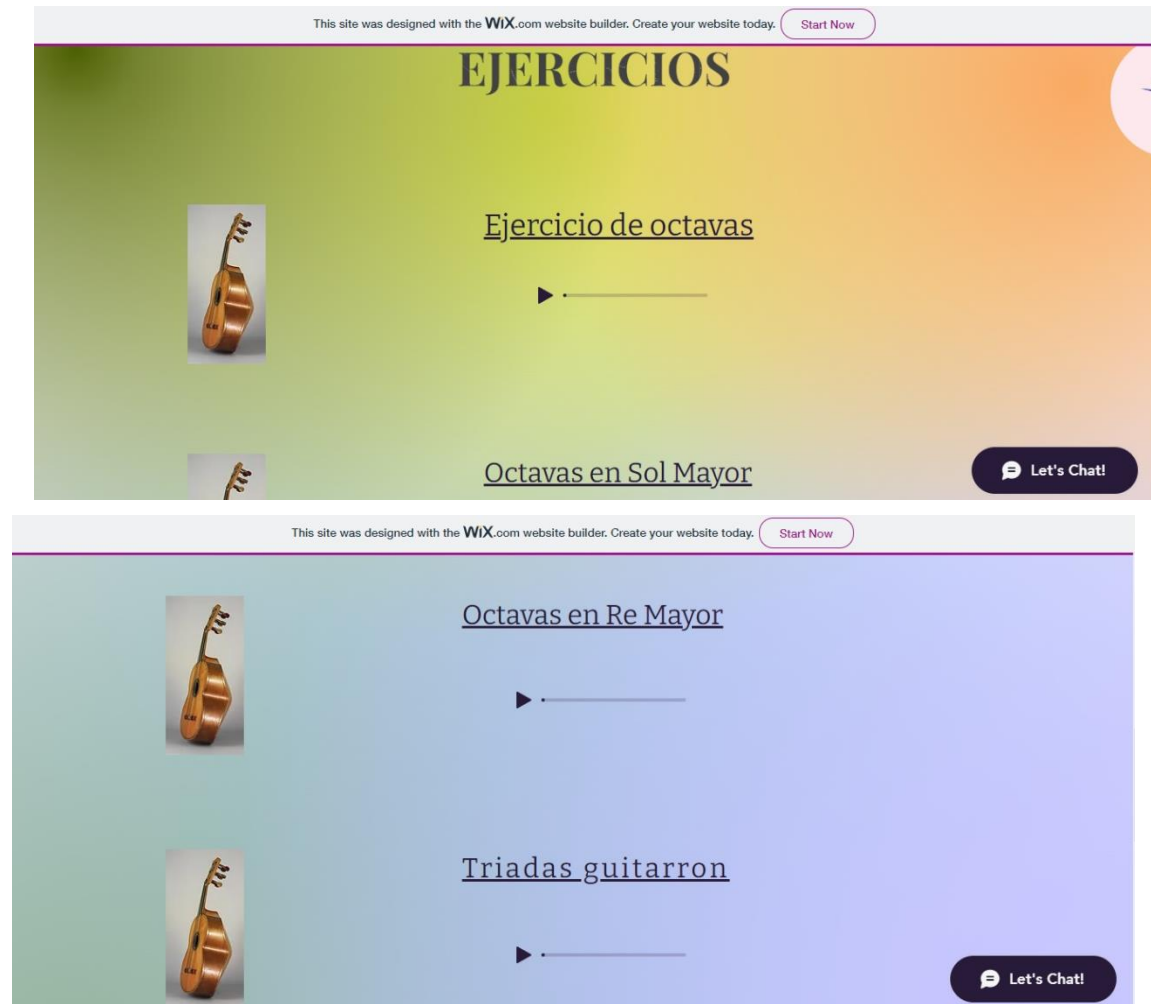 This site was designed with the WiX.com website builder. Create your website today. Start Now
EJERCICIOS
Ejercicio de octavas
Octavas en Sol Mayor
Let's Chat!
This site was designed with the WiX.com website builder. Create your website today. Start Now
Octavas en Re Mayor
Triadas guitarron
Let's Chat!